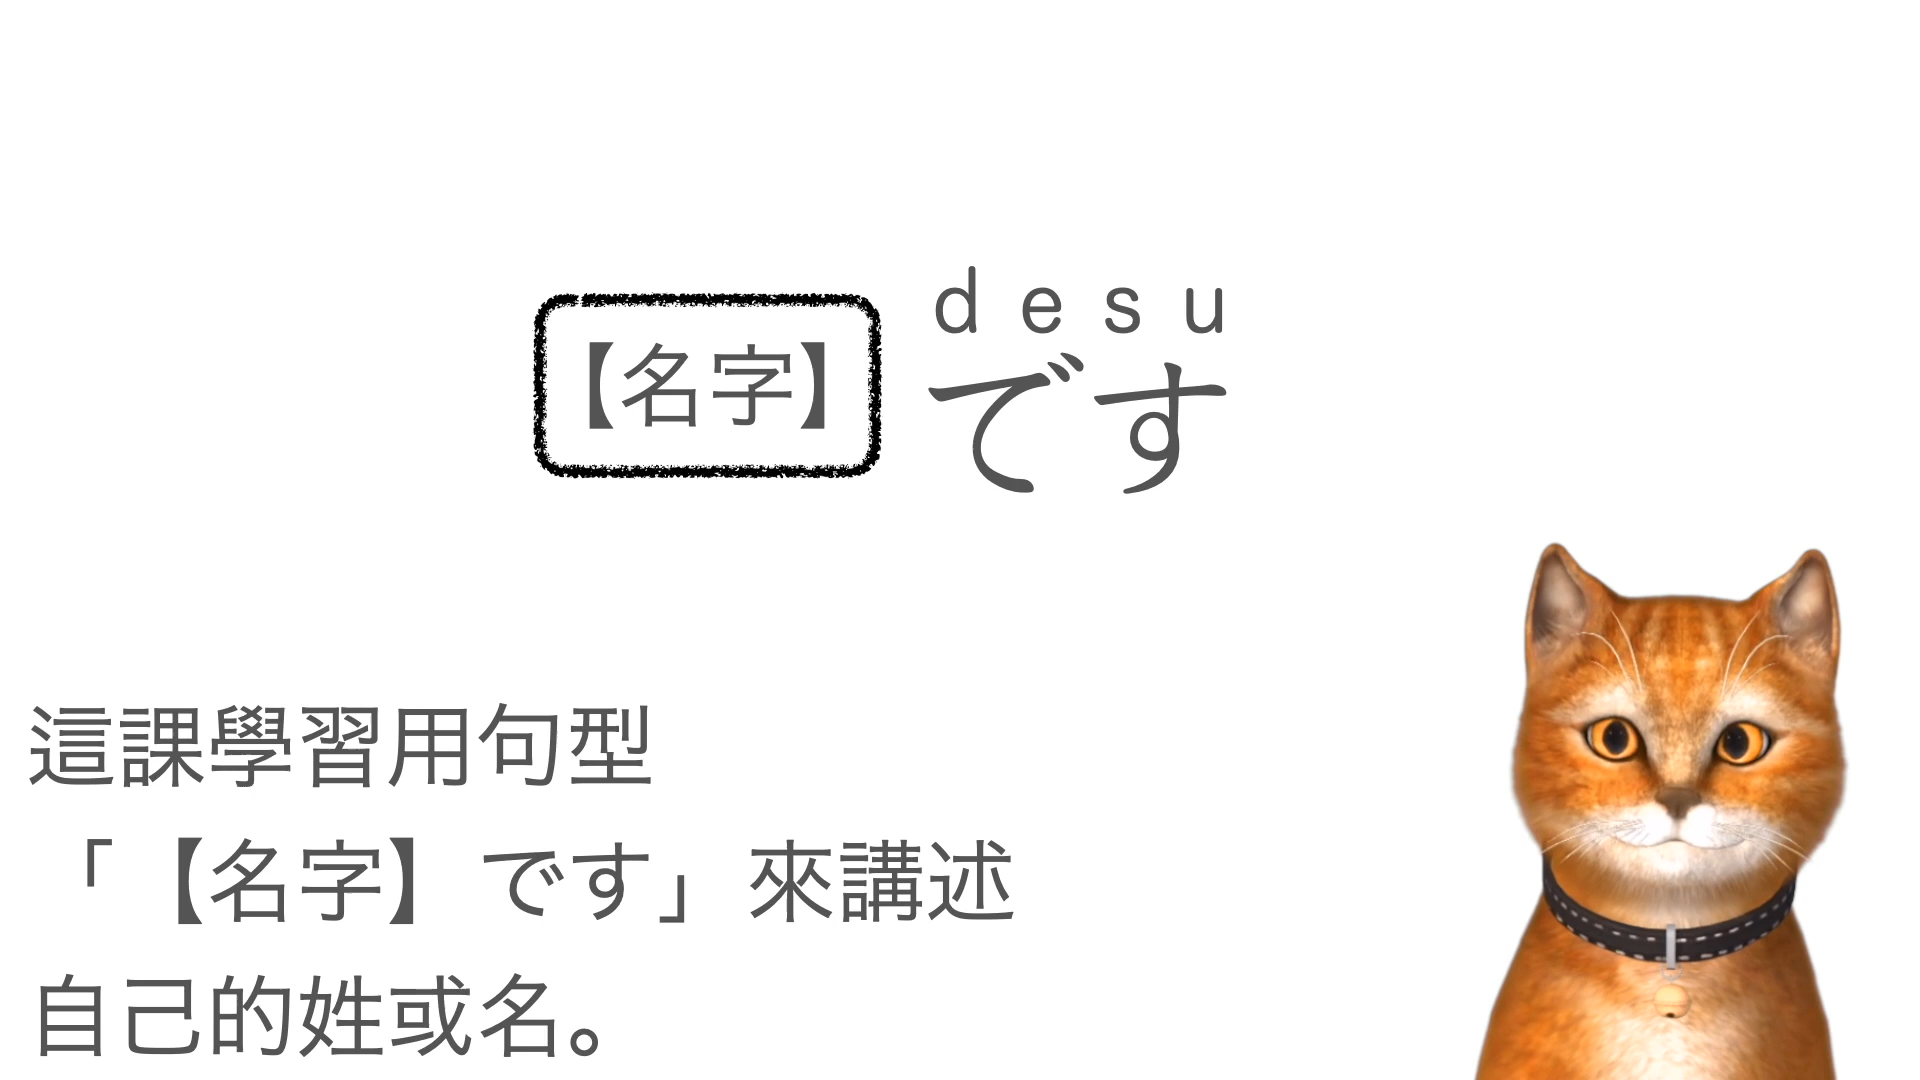 desu
【名字】です
這課學習用句型
「【名字】です」來講述
自己的姓或名。